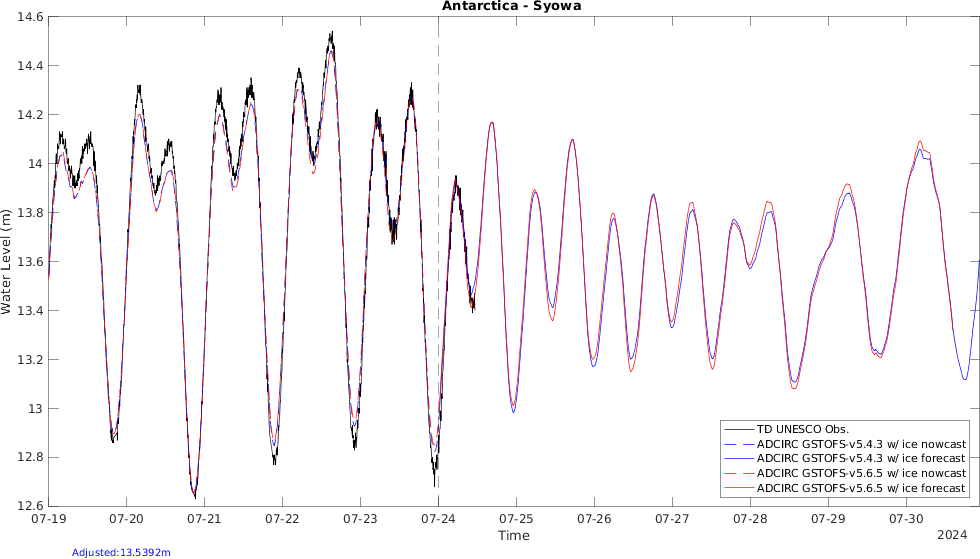 Antarctica - Syowa
14.6
14.4
14.2
14
13.8
13.6
13.4
13.2
13
12.8
12.6
Water Level (m)
07-19 07-20 07-21 07-22 07-23 07-24 07-25 07-26 07-27 07-28 07-29 07-30
Time
2024
TD UNESCO Obs.
ADCIRC GSTOFS-v5.4.3 w/ ice nowcast
ADCIRC GSTOFS-v5.4.3 w/ ice forecast
ADCIRC GSTOFS-v5.6.5 w/ ice nowcast
ADCIRC GSTOFS-v5.6.5 w/ ice forecast
Adjusted:13.5392m